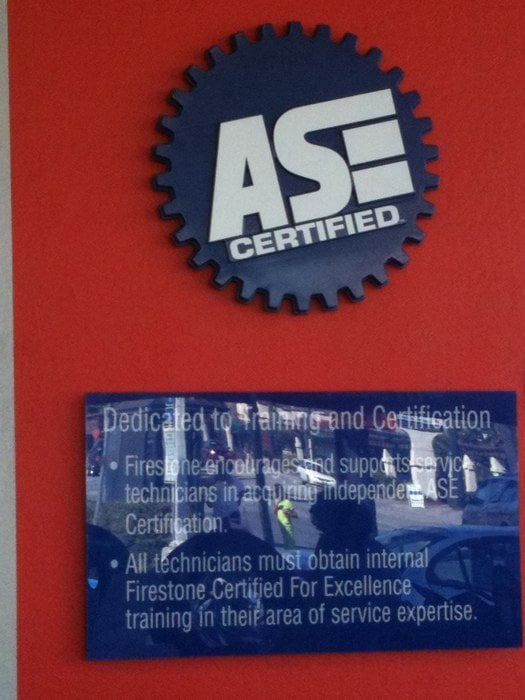 ASE
CERTIFIED
Dedicated to Training and Certification
• Firestone encourages and supports service
technicians in acquiring independent ASE
Certification.
• All technicians must obtain internal
Firestone Certified For Excellence
training in their area of service expertise.